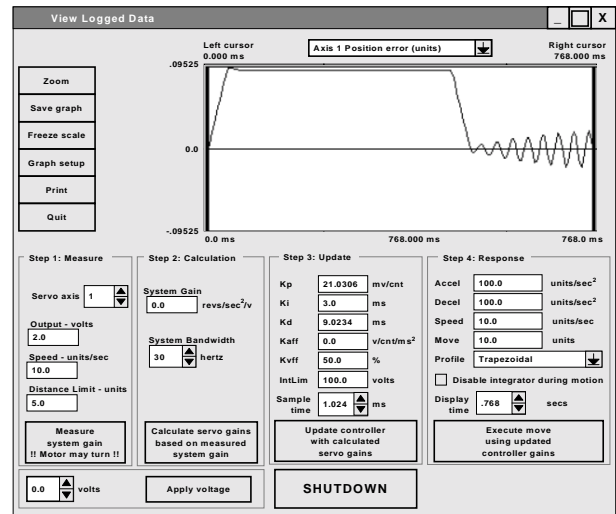 View Logged Data
_ X
Left cursor
0.000 ms
Axis 1 Position error (units)
Right cursor
768.000 ms
Zoom
Save graph
Freeze scale
Graph setup
Print
Quit
.09525
0.0
-.09525
0.0 ms
768.000 ms
768.0 ms
Step 1: Measure
Servo axis 1
Output - volts
2.0
Speed - units/sec
10.0
Distance Limit - units
5.0
Measure
system gain
!! Motor may turn !!
Step 2: Calculation
System Gain
0.0 revs/sec²/v
System Bandwidth
30 hertz
Calculate servo gains
based on measured
system gain
Step 3: Update
Kp 21.0306 mv/cnt
Ki 3.0 ms
Kd 9.0234 ms
Kaff 0.0 v/cnt/ms²
Kvff 50.0 %
IntLim 100.0 volts
Sample
time 1.024 ms
Update controller
with calculated
servo gains
Step 4: Response
Accel 100.0 units/sec²
Decel 100.0 units/sec²
Speed 10.0 units/sec
Move 10.0 units
Profile Trapezoidal
Disable integrator during motion
Display
time .768 secs
Execute move
using updated
controller gains
0.0 volts
Apply voltage
SHUTDOWN